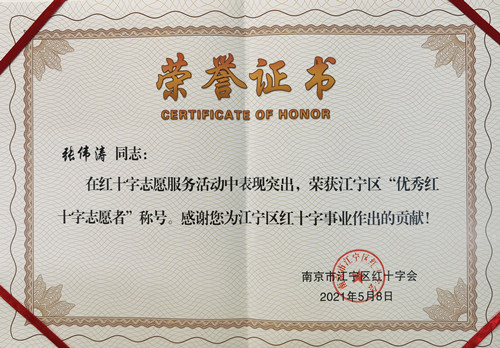 荣誉证书
CERTIFICATE OF HONOR
张伟涛 同志：
在红十字志愿服务活动中表现突出，荣获江宁区“优秀红
十字志愿者”称号。感谢您为江宁区红十字事业作出的贡献！
南京市江宁区红十字会
2021年5月8日